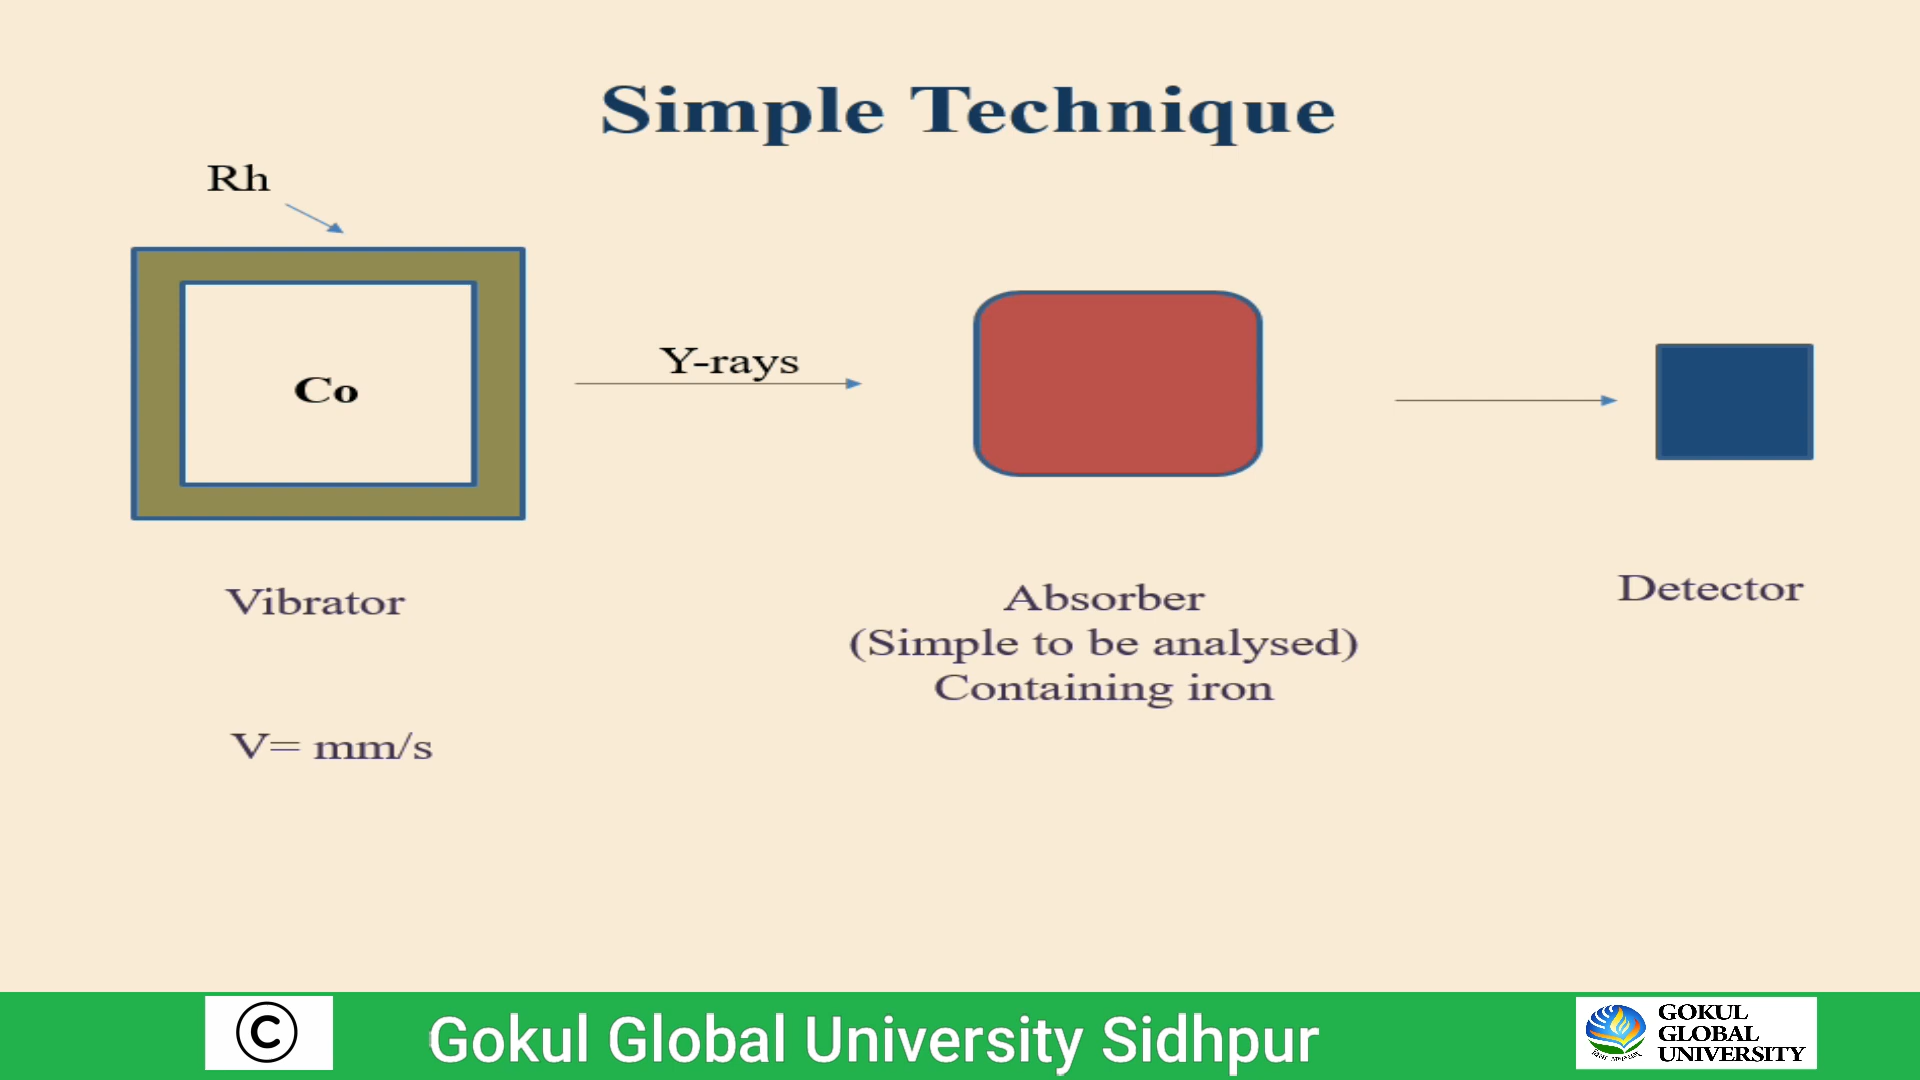 Simple Technique
Rh
Co
Y-rays
Vibrator
Absorber
(Simple to be analysed)
Containing iron
Detector
V= mm/s
©
Gokul Global University Sidhpur
GOKUL
GLOBAL
UNIVERSITY